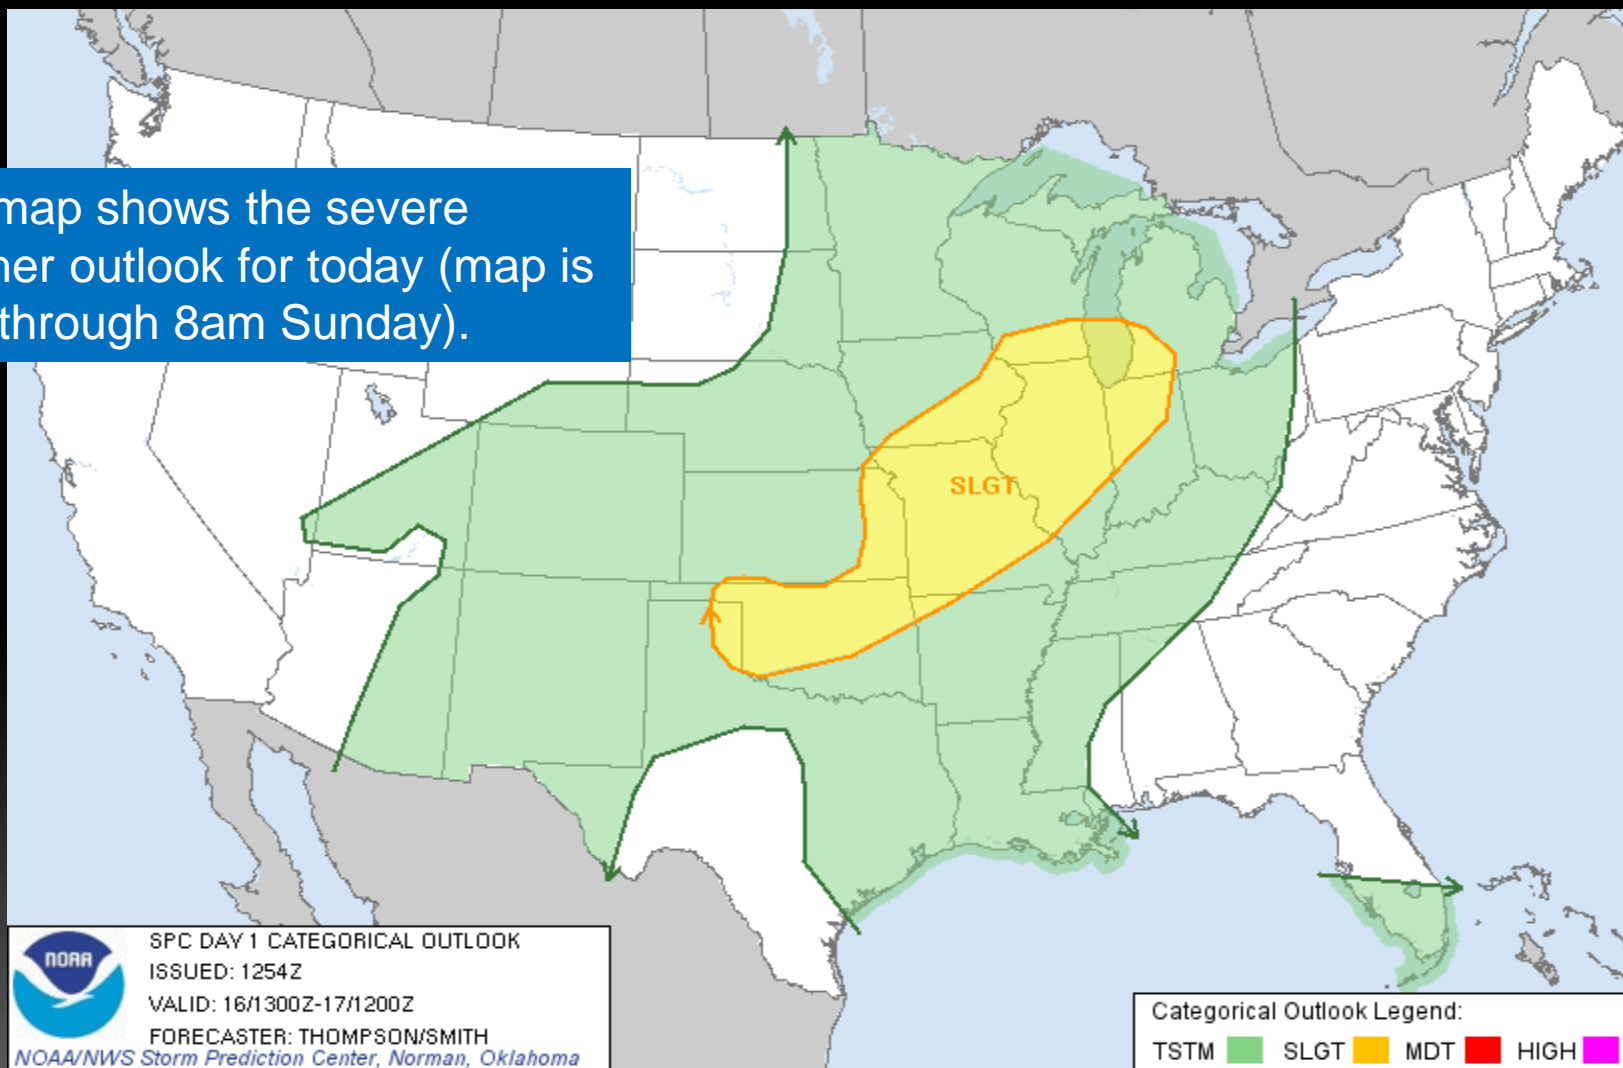 map shows the severe
her outlook for today (map is
through 8am Sunday).
SLGT
NOAA
SPC DAY 1 CATEGORICAL OUTLOOK
ISSUED: 1254Z
VALID: 16/1300Z-17/1200Z
FORECASTER: THOMPSON/SMITH
NOAA/NWS Storm Prediction Center, Norman, Oklahoma
Categorical Outlook Legend:
TSTM SLGT MDT HIGH